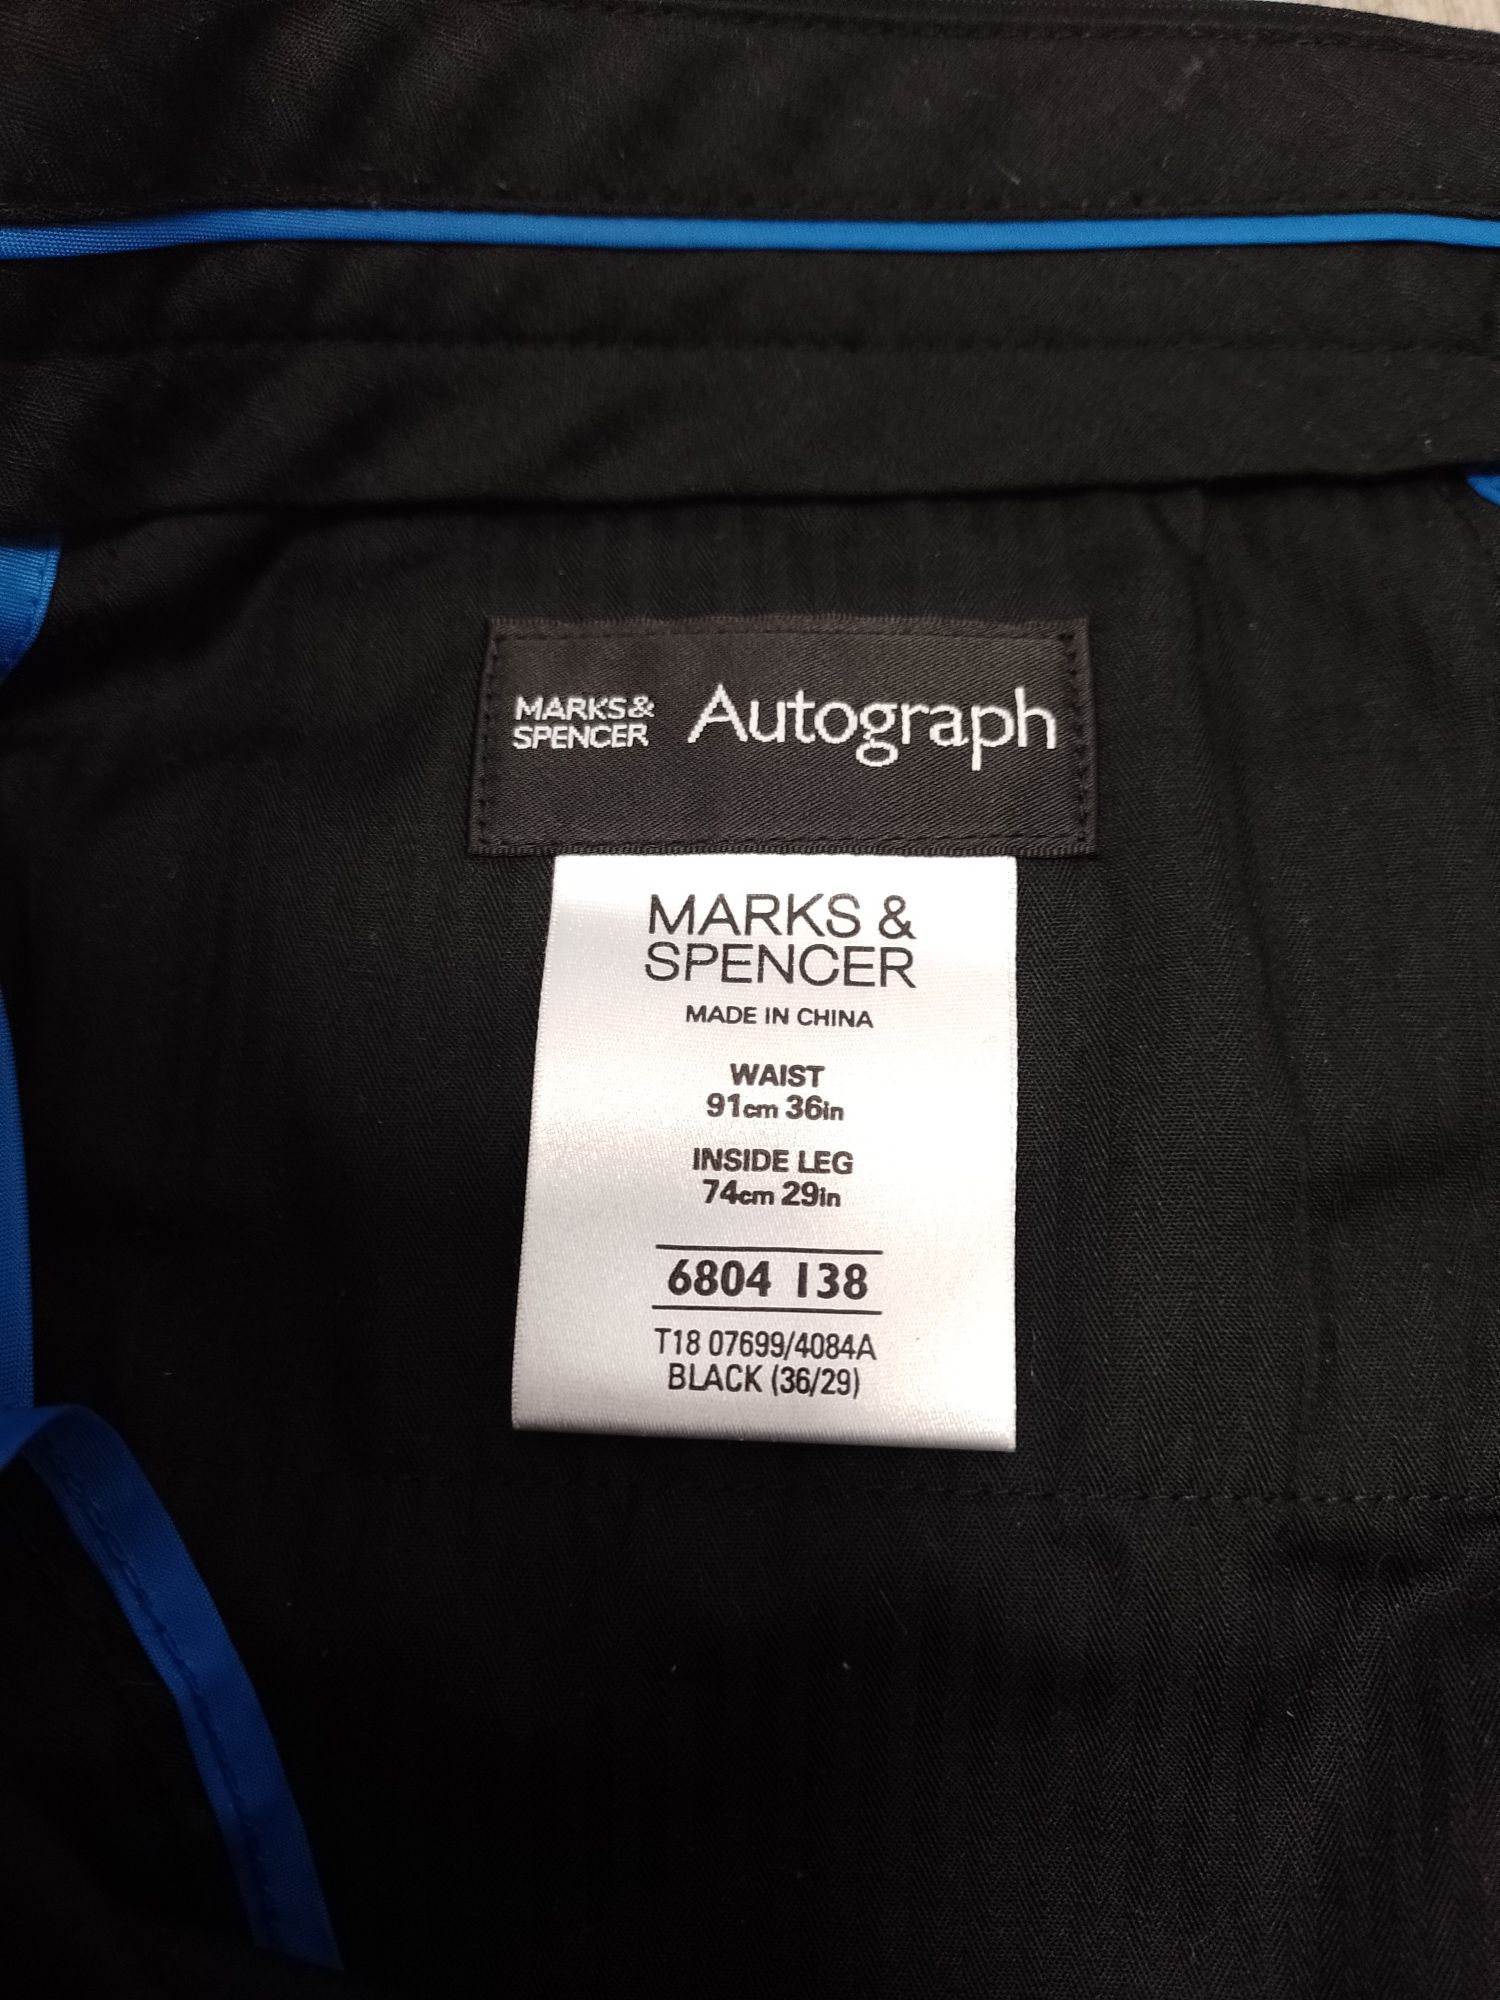 MARKS&
SPENCER
Autograph
MARKS &
SPENCER
MADE IN CHINA
WAIST
91cm 36in
INSIDE LEG
74cm 29in
6804 138
T18 07699/4084A
BLACK (36/29)